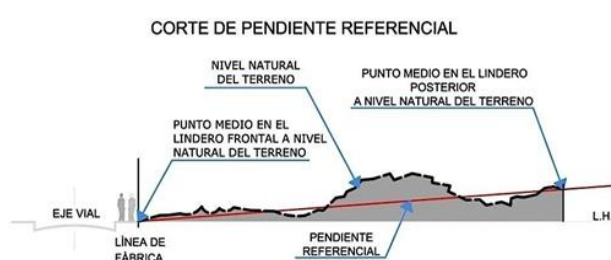 CORTE DE PENDIENTE REFERENCIAL
NIVEL NATURAL
DEL TERRENO
PUNTO MEDIO EN EL LINDERO
POSTERIOR
A NIVEL NATURAL DEL TERRENO
PUNTO MEDIO EN EL
LINDERO FRONTAL A NIVEL
NATURAL DEL TERRENO
EJE VIAL
L.H
LÍNEA DE
FÁBRICA
PENDIENTE
REFERENCIAL